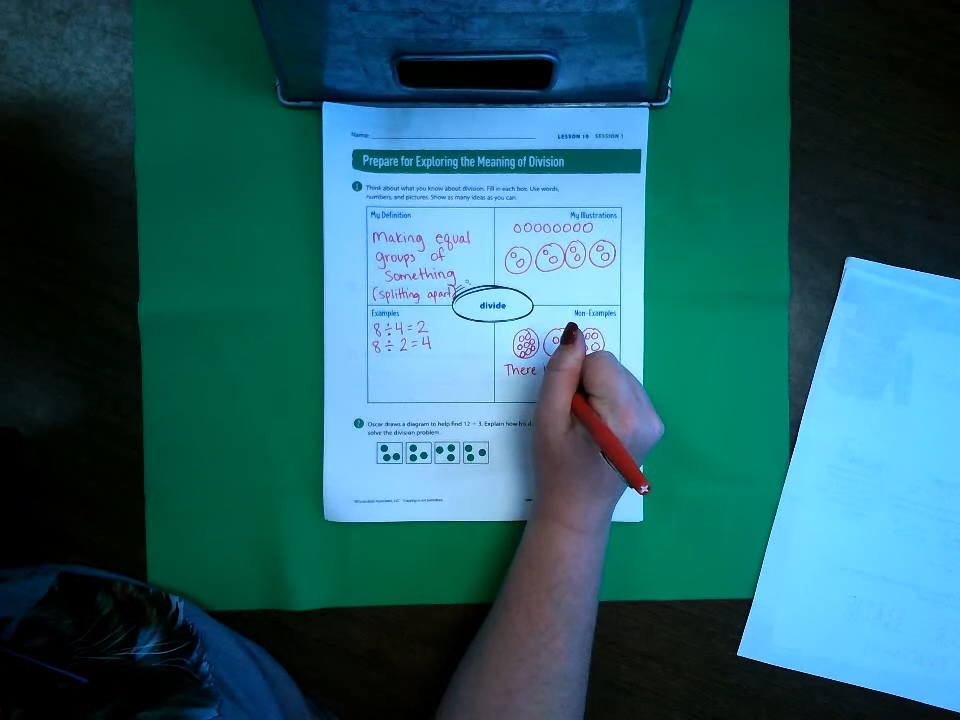 Name:
LESSON 10 SESSION 1
Prepare for Exploring the Meaning of Division
1 Think about what you know about division. Fill in each box. Use words,
numbers, and pictures. Show as many ideas as you can.
My Definition
Making equal
groups of
Something
(splitting apart)
My Illustrations
divide
Examples
8 ÷ 4 = 2
8 ÷ 2 = 4
Non-Examples
There
2 Oscar draws a diagram to help find 12 ÷ 3. Explain how his
solve the division problem.